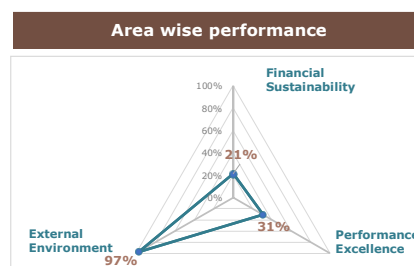 Area wise performance
Financial
Sustainability
100%
80%
60%
40%
21%
20%
0%
31%
Performance
Excellence
External
Environment
97%